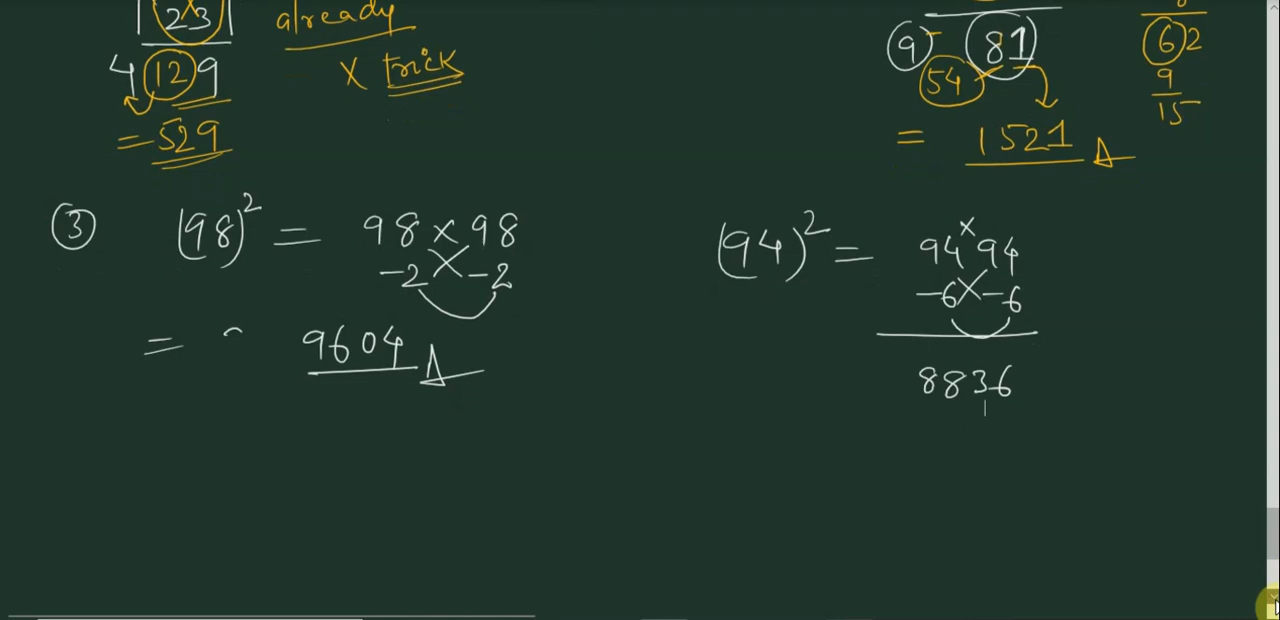 23
4 12 9
= 529
already
x trick
9 81
54
= 1521
62
9
15
3 (98)² = 98 x 98
-2 x -2
= 9604
(94)² = 94 x 94
-6 x -6
8836